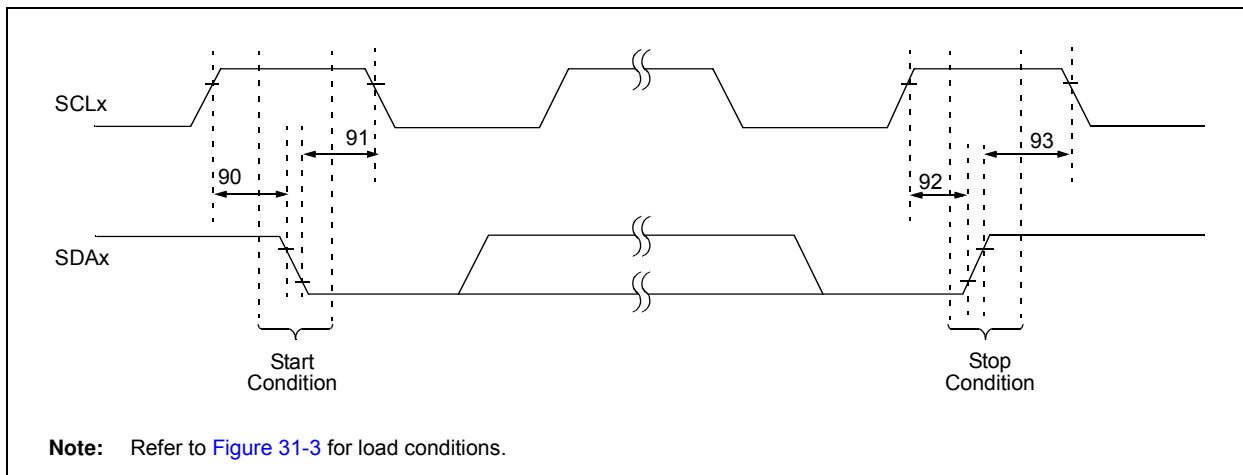 SCLx
91
93
90
92
SDAx
Start
Condition
Stop
Condition
Note: Refer to Figure 31-3 for load conditions.